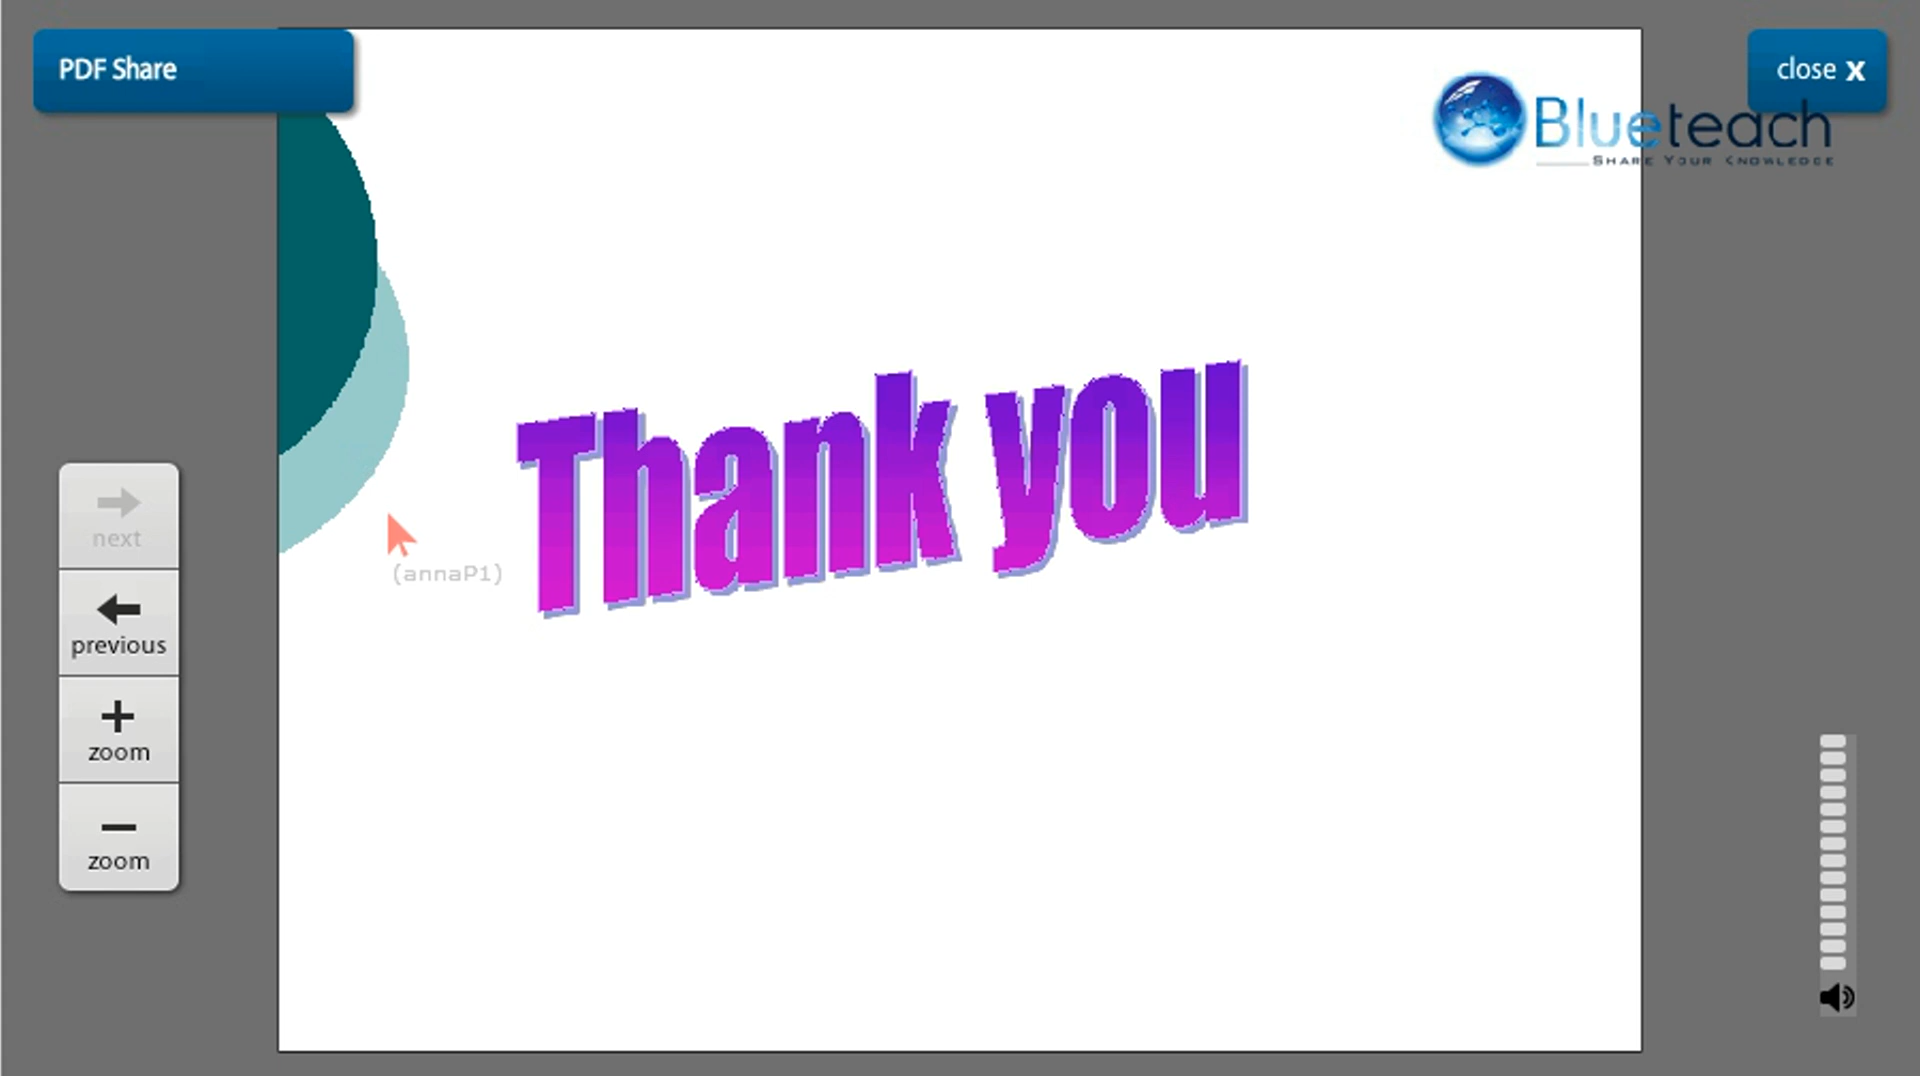 PDF Share
close X
Blueteach
SHARE YOUR KNOWLEDGE
Thank you
next
(annaP1)
previous
zoom
zoom